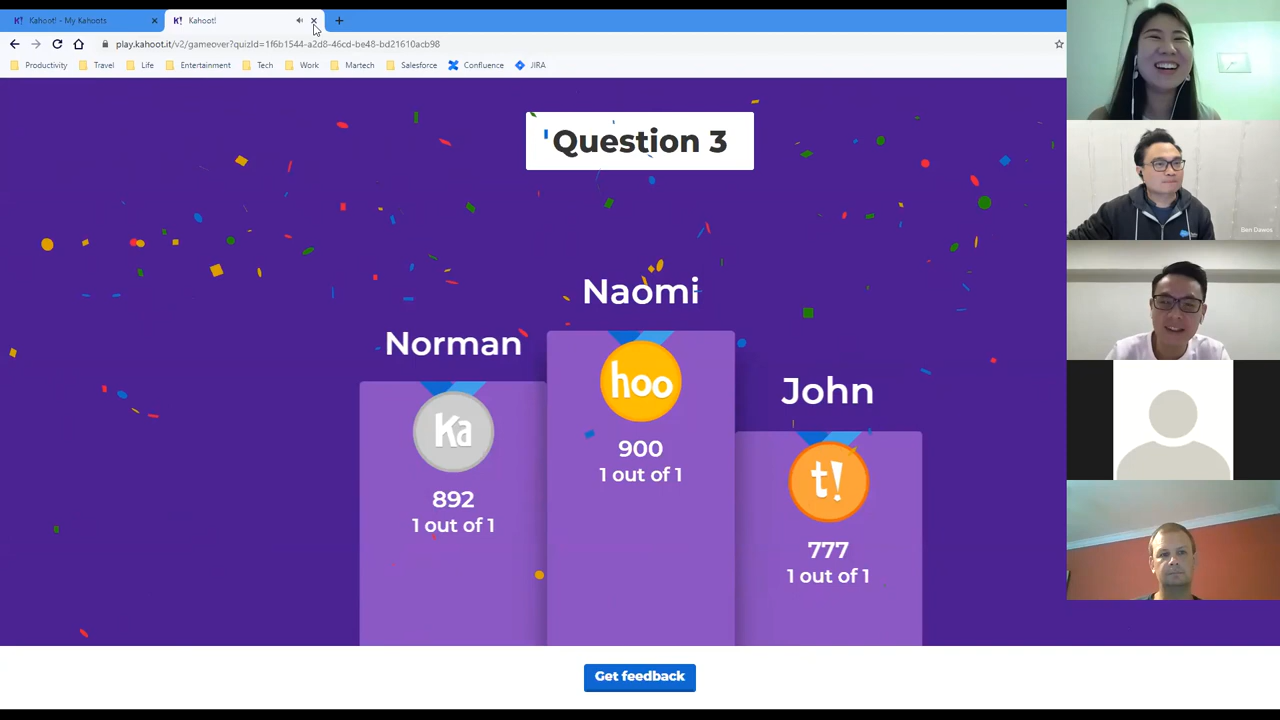 Kahoot! - My Kahoots
Kahoot!
play.kahoot.it/v2/gameover?quizId=1f6b1544-a2d8-46cd-be48-bd21610acb98
Productivity Travel Life Entertainment Tech Work Martech Salesforce Confluence JIRA
Question 3
Naomi
Norman
John
hoo
Ka
t!
900
1 out of 1
892
1 out of 1
777
1 out of 1
Get feedback